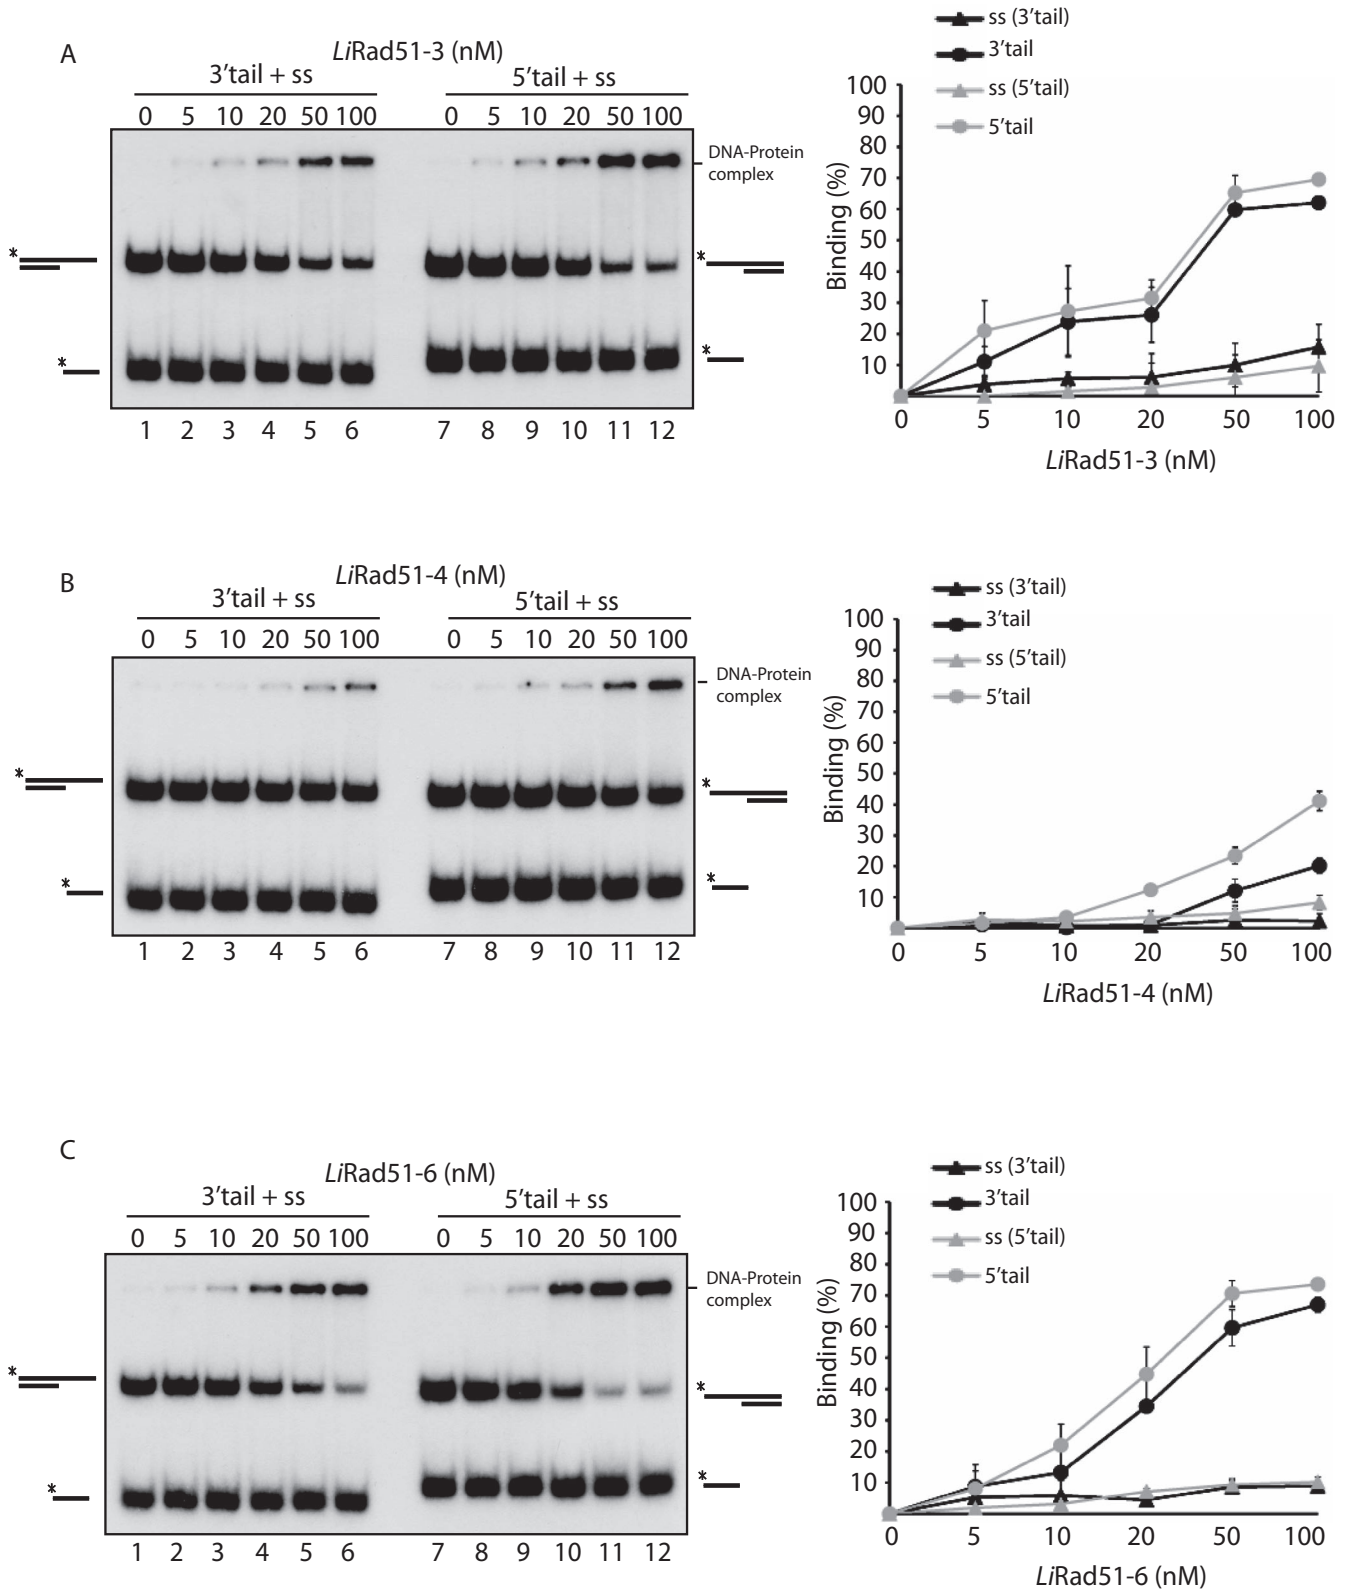 A
LiRad51-3 (nM)
3'tail + ss 5'tail + ss
0 5 10 20 50 100 0 5 10 20 50 100
DNA-Protein
complex
*
*
*
*
1 2 3 4 5 6 7 8 9 10 11 12
ss (3'tail)
3'tail
ss (5'tail)
5'tail
Binding (%)
100
90
80
70
60
50
40
30
20
10
0 5 10 20 50 100
LiRad51-3 (nM)
B
LiRad51-4 (nM)
3'tail + ss 5'tail + ss
0 5 10 20 50 100 0 5 10 20 50 100
DNA-Protein
complex
*
*
*
*
1 2 3 4 5 6 7 8 9 10 11 12
ss (3'tail)
3'tail
ss (5'tail)
5'tail
Binding (%)
100
90
80
70
60
50
40
30
20
10
0 5 10 20 50 100
LiRad51-4 (nM)
C
LiRad51-6 (nM)
3'tail + ss 5'tail + ss
0 5 10 20 50 100 0 5 10 20 50 100
DNA-Protein
complex
*
*
*
*
1 2 3 4 5 6 7 8 9 10 11 12
ss (3'tail)
3'tail
ss (5'tail)
5'tail
Binding (%)
100
90
80
70
60
50
40
30
20
10
0 5 10 20 50 100
LiRad51-6 (nM)